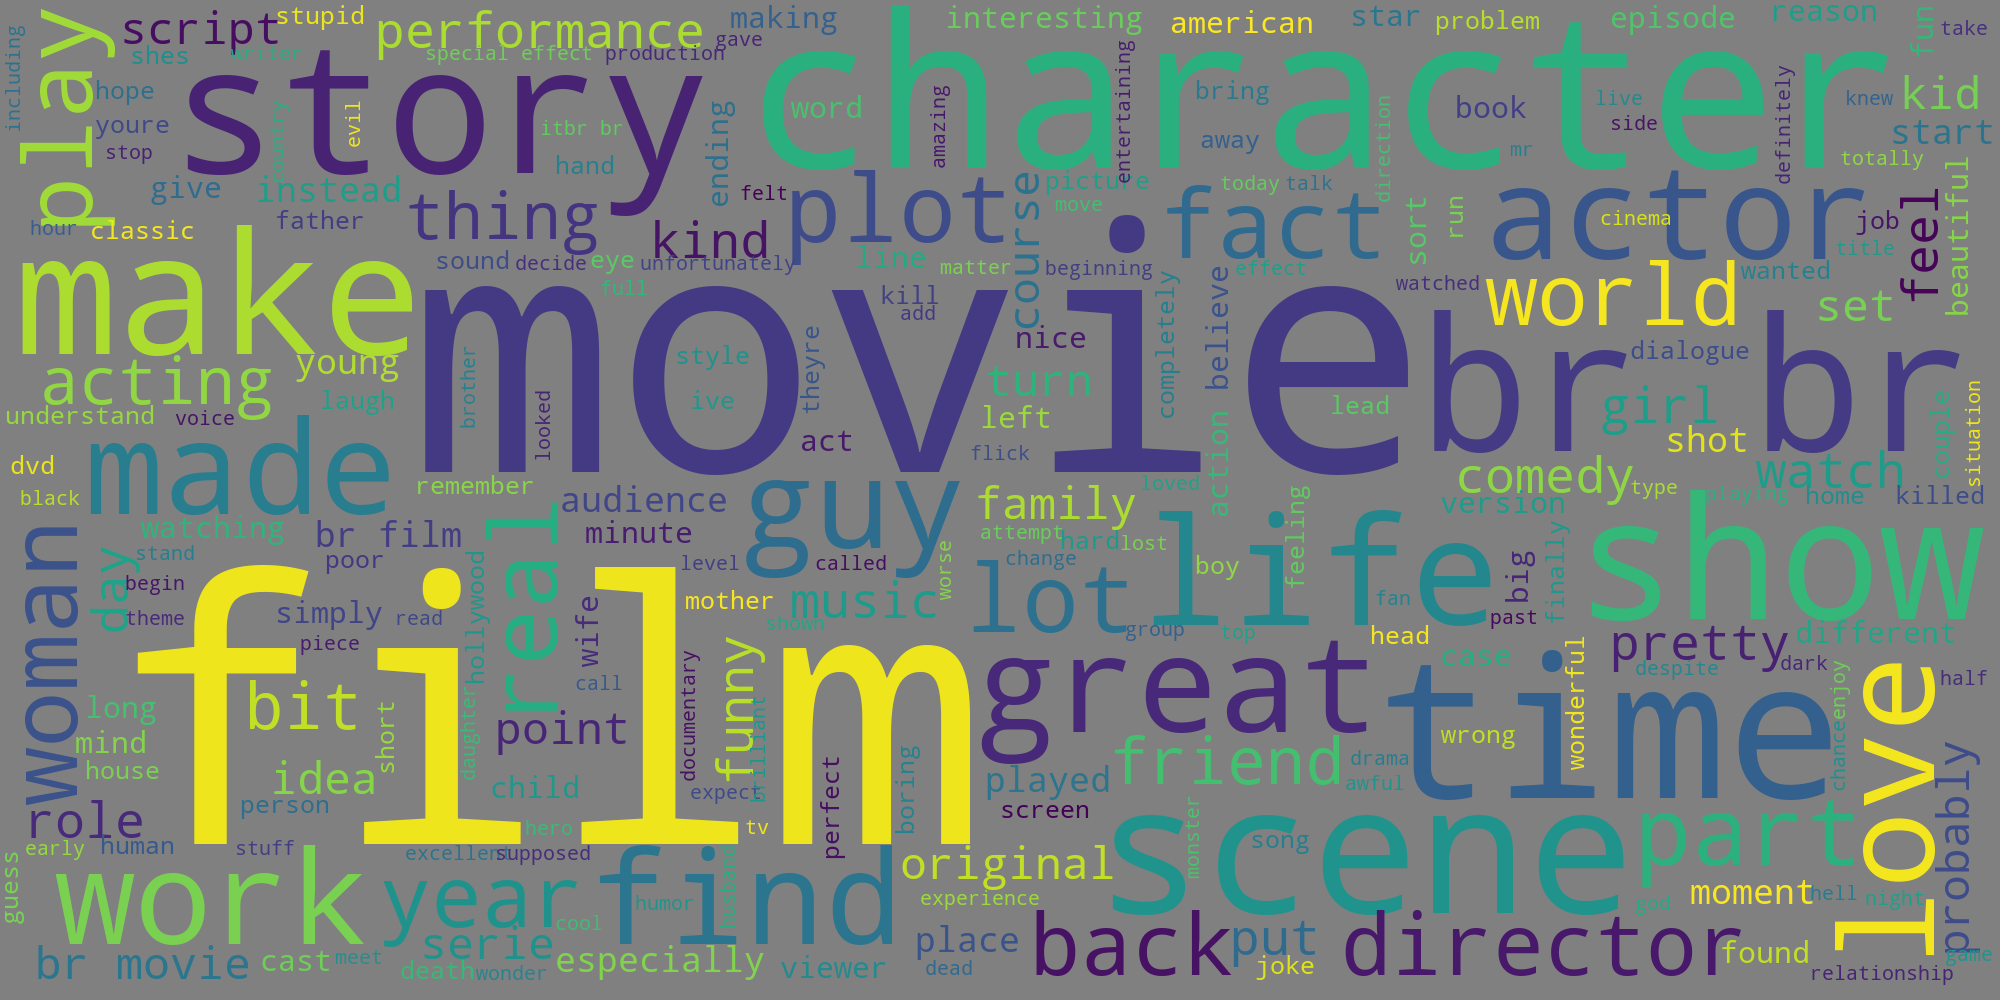 including
play
script
stupid
performance
making
interesting
american
star
problem
episode
reason
fun
take
shes
writer
special effect
production
gave
story
character
hope
youre
stop
country
evil
itbr br
hand
ending
word
amazing
entertaining
bring
away
direction
book
mr
live
side
definitely
knew
kid
start
totally
give
instead
father
thing
kind
felt
plot
course
picture
move
today
talk
fact
sort
run
actor
cinema
feel
job
title
beautiful
hour
classic
sound
decide
eye
unfortunately
full
line
matter
beginning
effect
watched
wanted
make
movie
kill
add
nice
completely
believe
world
set
br br
dialogue
acting
young
laugh
brother
looked
style
ive
theyre
act
turn
left
flick
lead
girl
shot
couple
situation
understand
voice
dvd
black
made
remember
audience
guy
family
loved
action
comedy
type
watch
playing
home
killed
watching
br film
real
minute
attempt
hard
lost
feeling
version
show
woman
day
stand
begin
theme
poor
simply
read
piece
hollywood
wife
level
called
mother
worse
music
shown
lot
change
group
life
boy
top
fan
head
big
past
finally
film
call
documentary
funny
brilliant
great
case
wonderful
pretty
different
despite
dark
half
long
mind
house
bit
short
daughter
point
idea
person
child
expect
tv
perfect
boring
played
screen
friend
drama
awful
wrong
time
chance
enjoy
love
probably
role
human
early
guess
stuff
excellent
supposed
hero
original
experience
monster
song
scene
part
work
year
find
humor
husband
cool
god
moment
hell
night
br movie
cast
meet
serie
death
wonder
especially
viewer
place
dead
back
put
joke
director
found
relationship
game